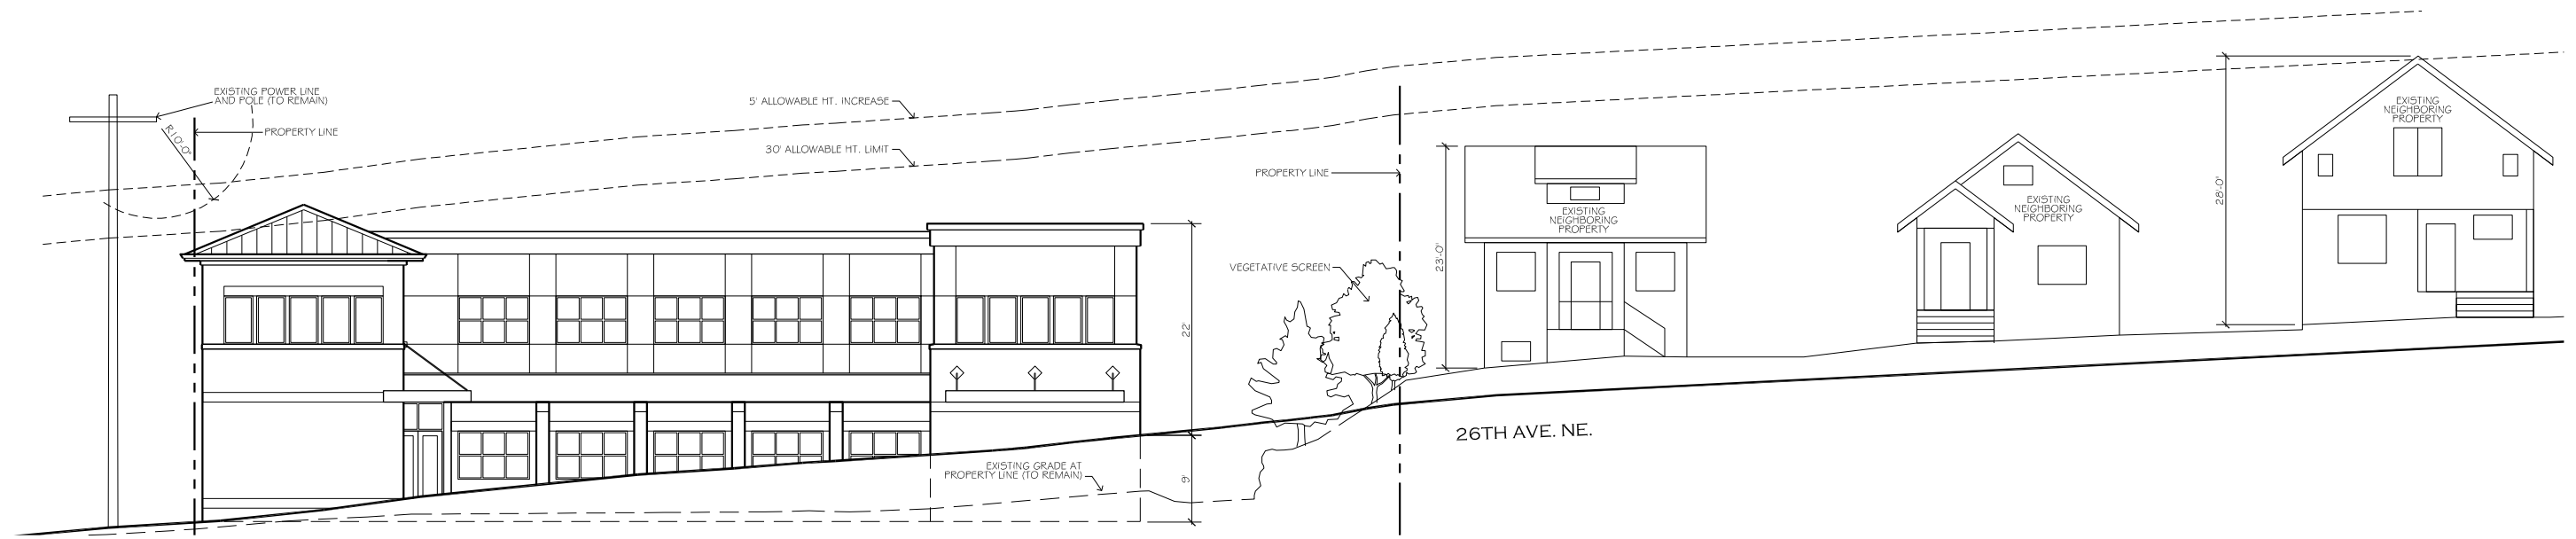 EXISTING POWER LINE
AND POLE (TO REMAIN)
R10'-0"
PROPERTY LINE
5' ALLOWABLE HT. INCREASE
30' ALLOWABLE HT. LIMIT
PROPERTY LINE
VEGETATIVE SCREEN
22'
9'
EXISTING GRADE AT
PROPERTY LINE (TO REMAIN)
23'-0"
EXISTING
NEIGHBORING
PROPERTY
26TH AVE. NE.
EXISTING
NEIGHBORING
PROPERTY
28'-0"
EXISTING
NEIGHBORING
PROPERTY